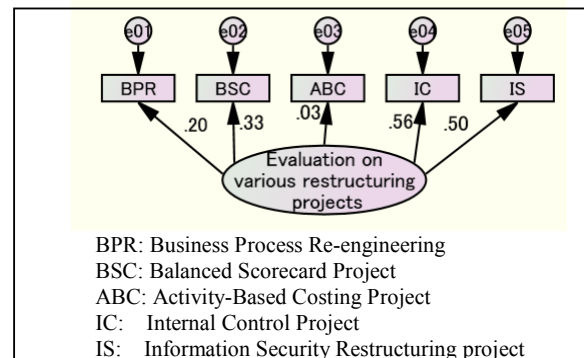 e01 e02 e03 e04 e05
BPR BSC ABC IC IS
.20 .33 .03 .56 .50
Evaluation on
various restructuring
projects
BPR: Business Process Re-engineering
BSC: Balanced Scorecard Project
ABC: Activity-Based Costing Project
IC: Internal Control Project
IS: Information Security Restructuring project